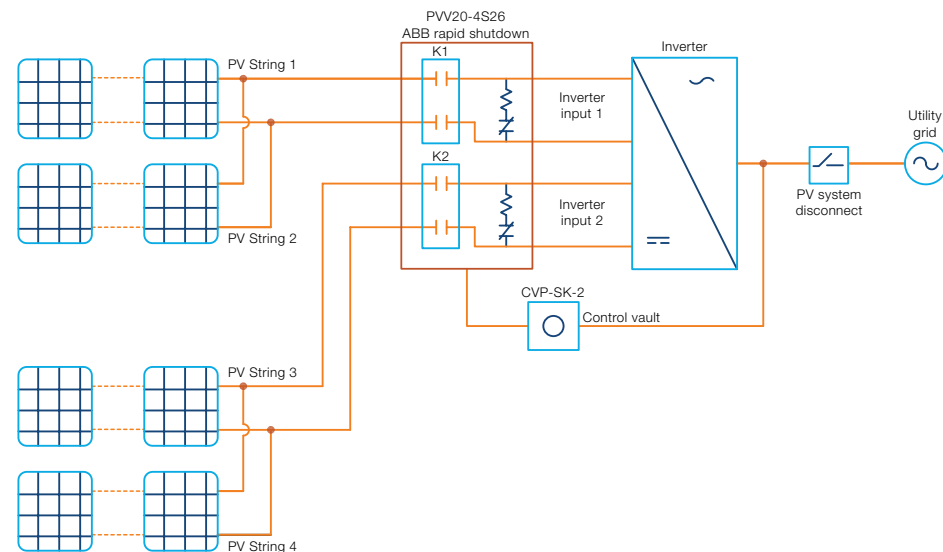 PVV20-4S26
ABB rapid shutdown
K1
Inverter
PV String 1
Inverter
input 1
Utility
grid
K2
PV system
disconnect
Inverter
input 2
PV String 2
CVP-SK-2
Control vault
PV String 3
PV String 4